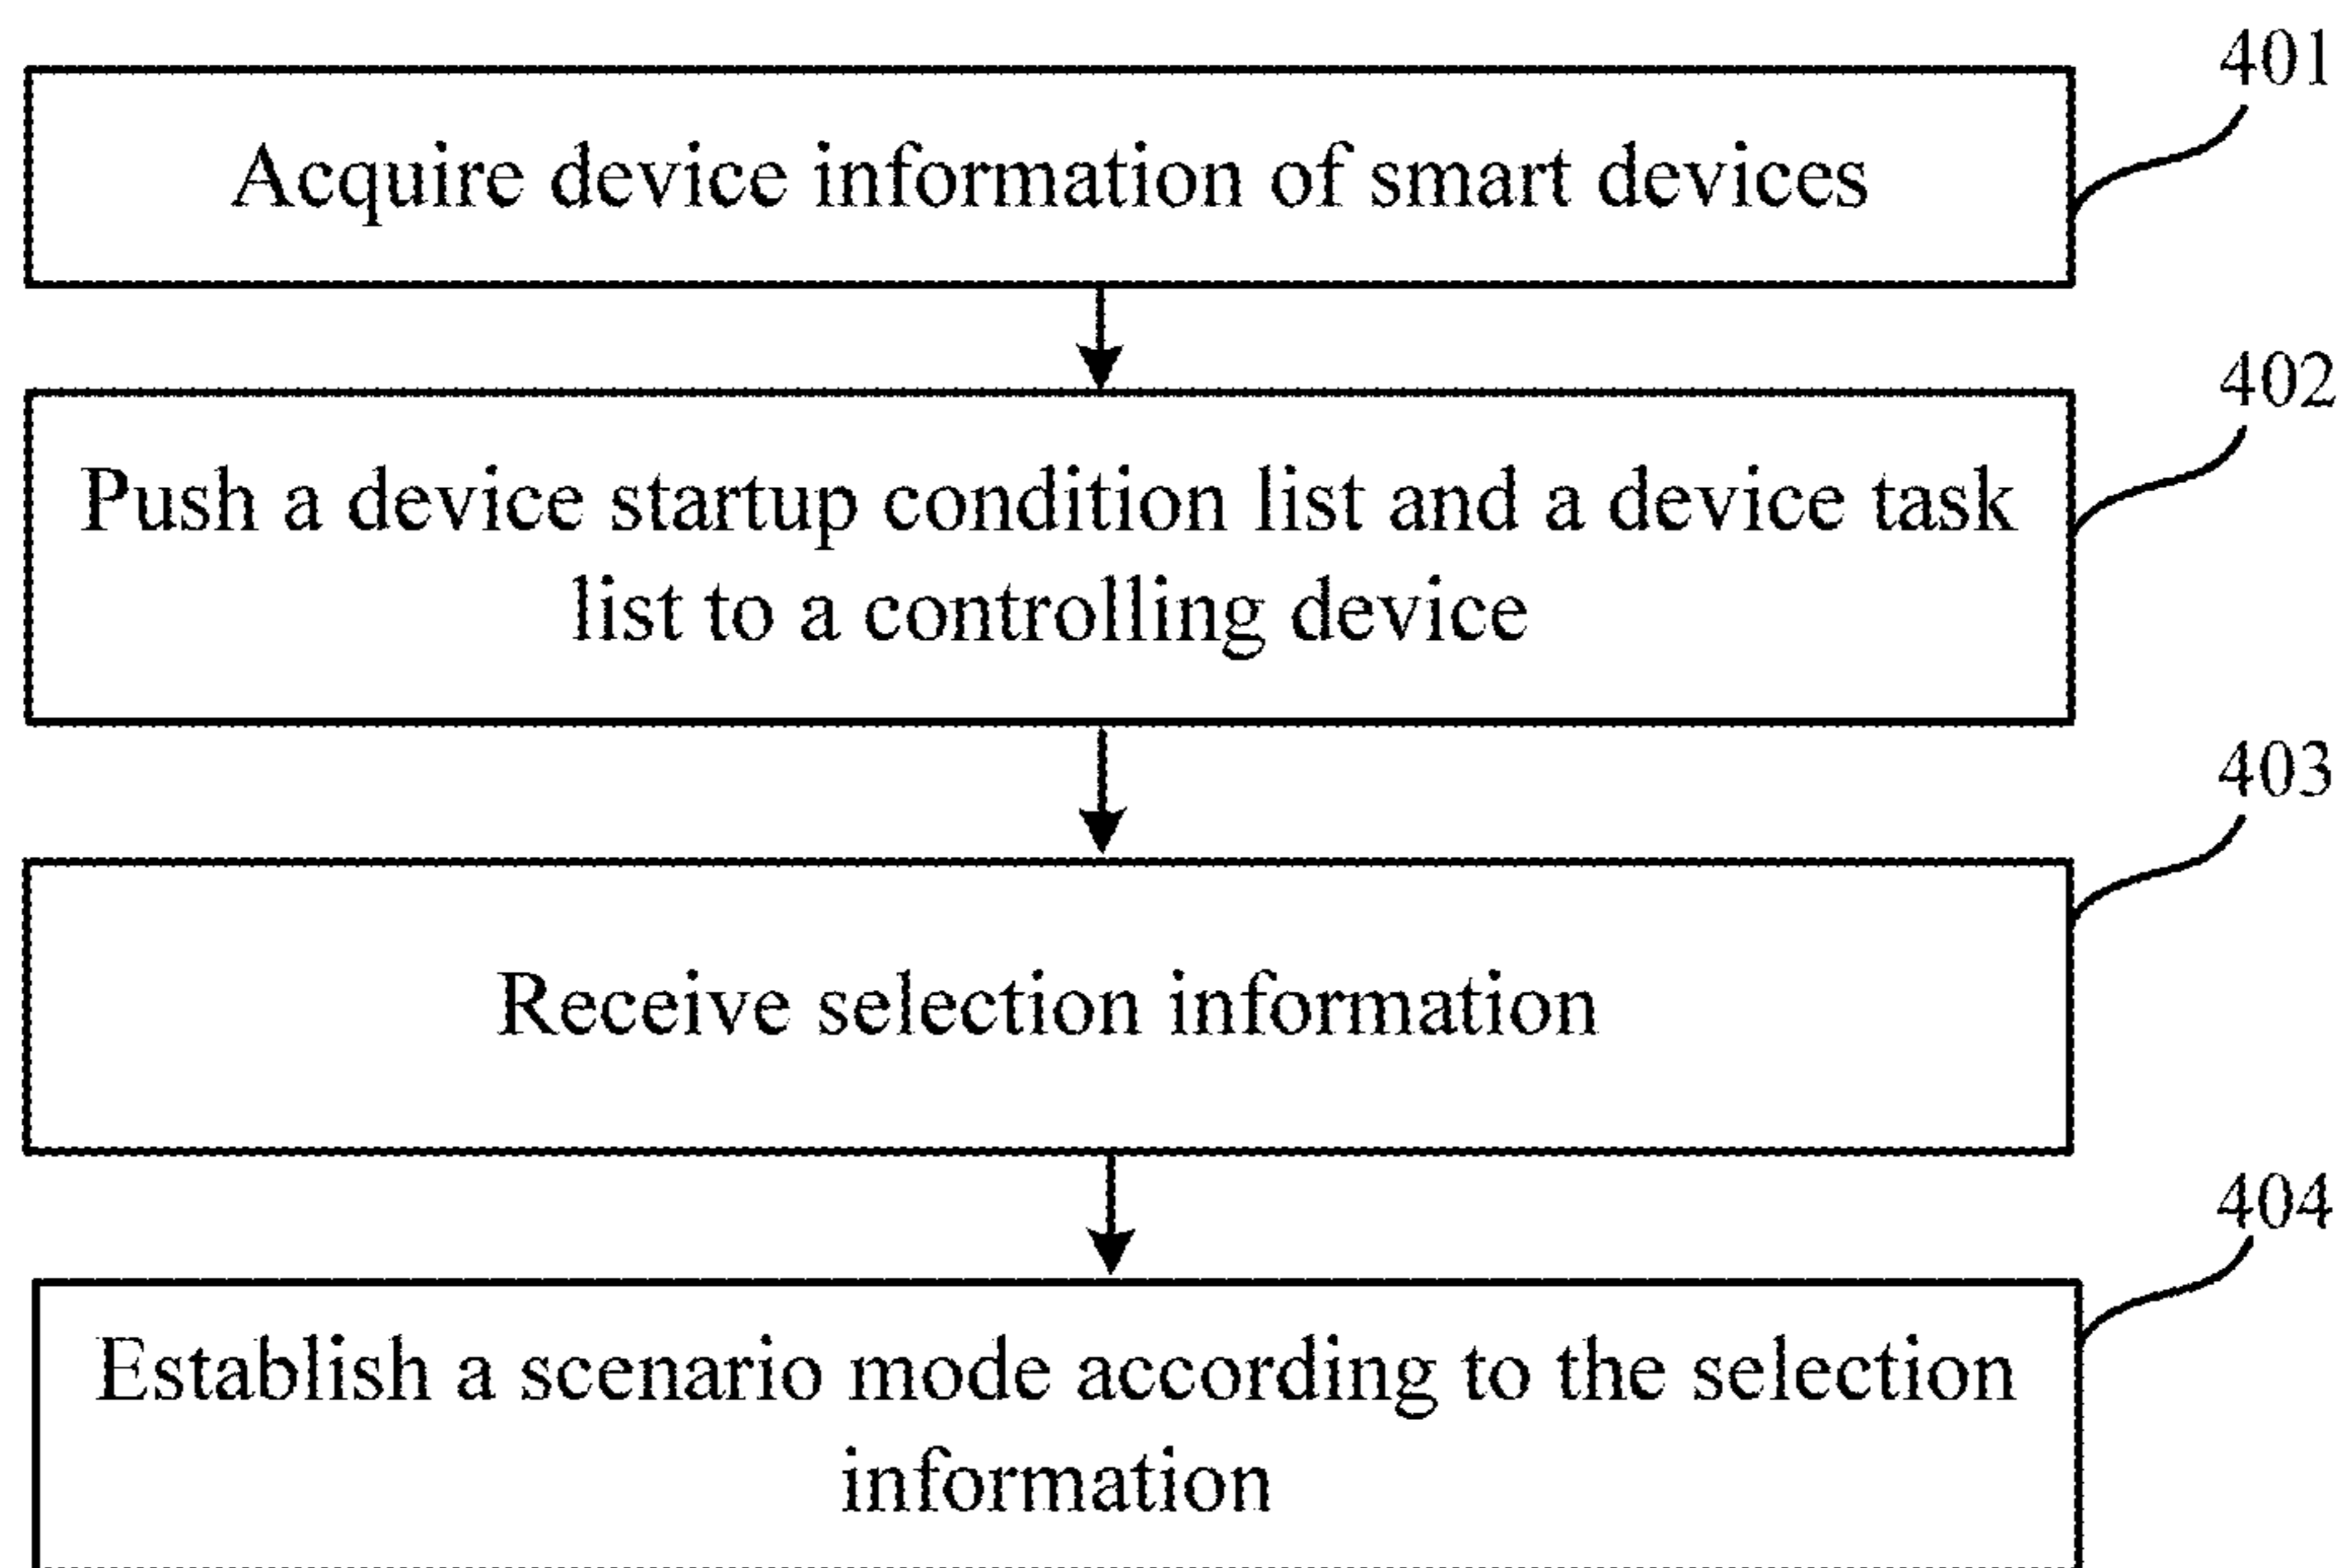 401
Acquire device information of smart devices
402
Push a device startup condition list and a device task
list to a controlling device
403
Receive selection information
404
Establish a scenario mode according to the selection
information